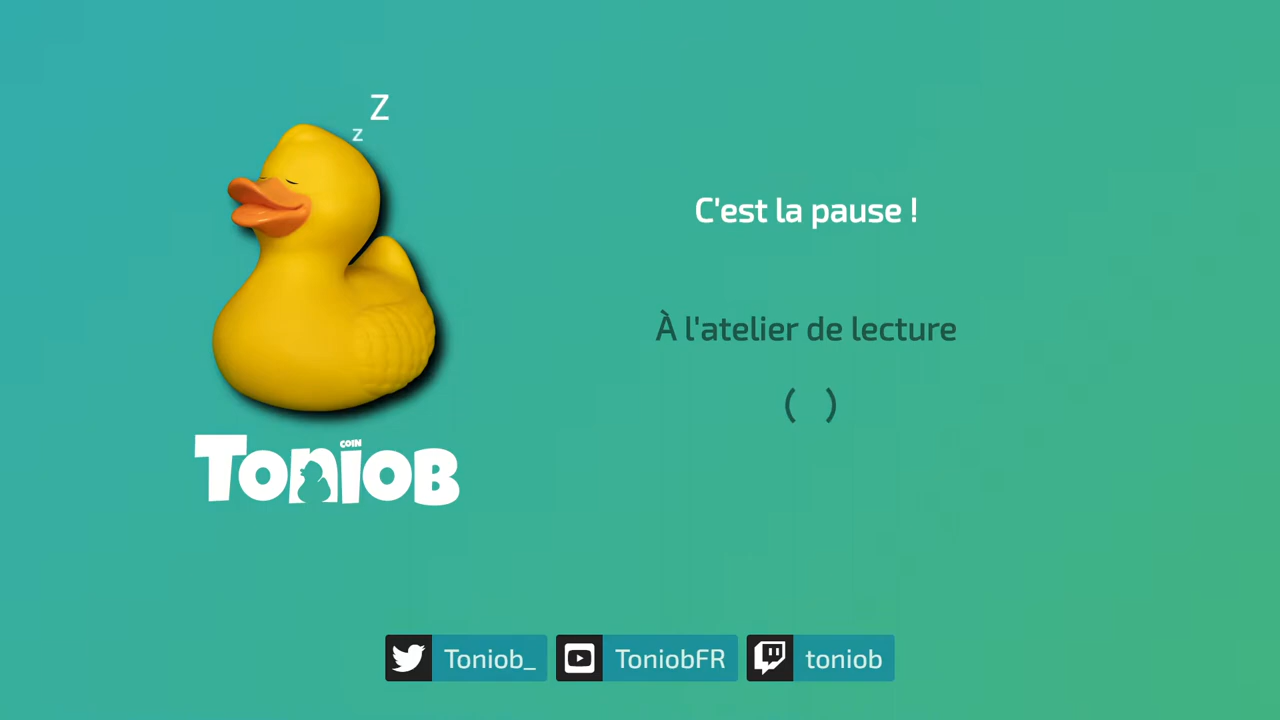 Z
z
C'est la pause !
À l'atelier de lecture
( )
COIN
TonioB
Toniob_
ToniobFR
toniob